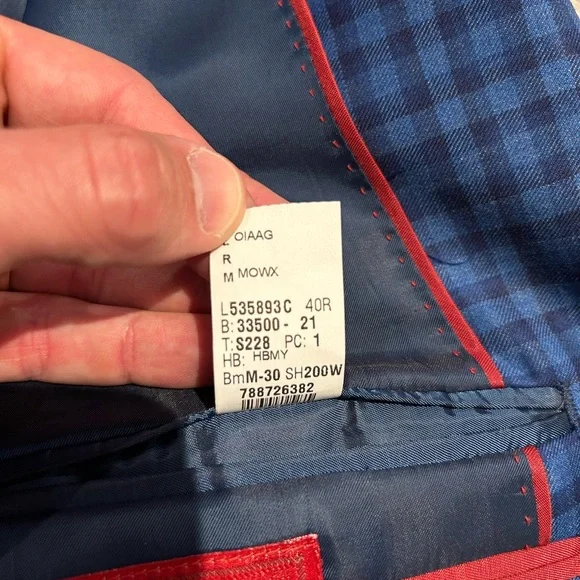 OIAAG
R
M MOWX
L535893C 40R
B: 33500 - 21
T: S228 PC: 1
HB: HBMY
BmM-30 SH200W
788726382